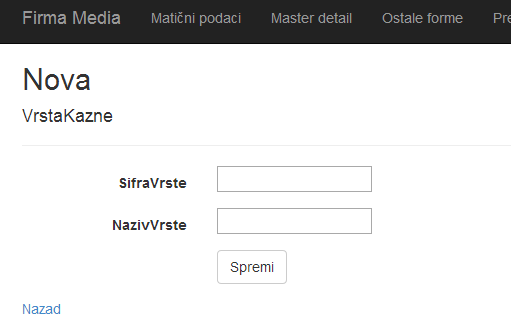 Firma Media Matični podaci Master detail Ostale forme
Nova
VrstaKazne
SifraVrste
NazivVrste
Spremi
Nazad